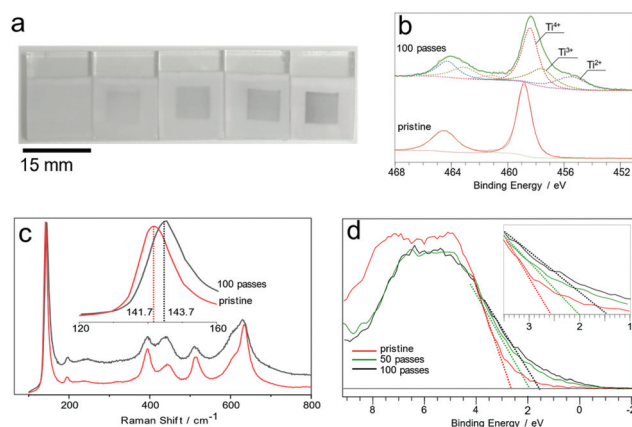 a
15 mm
b
100 passes
Ti4+
Ti3+
Ti2+
pristine
468 464 460 456 452
Binding Energy / eV
c
100 passes
pristine
120 141.7 143.7 160
200 400 600 800
Raman Shift / cm-1
d
3 2 1
pristine
50 passes
100 passes
8 6 4 2 0 -2
Binding Energy / eV